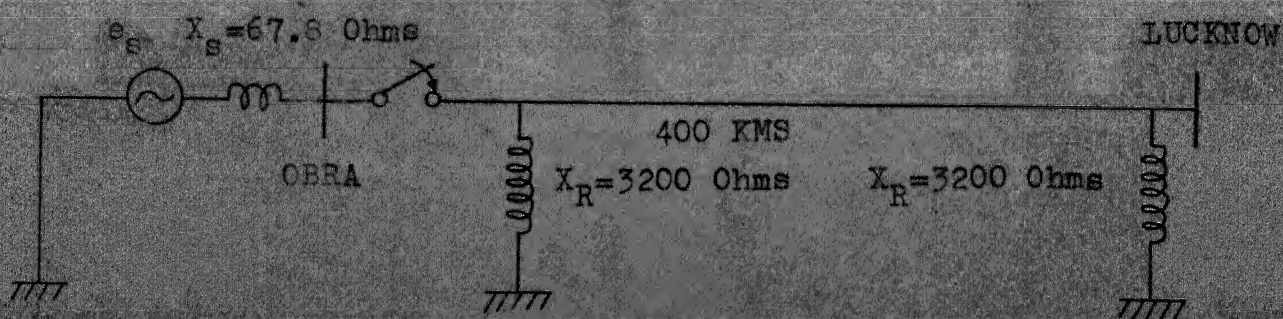 e_s X_s=67.8 Ohms
LUCKNOW
400 KMS
OBRA
X_R=3200 Ohms
X_R=3200 Ohms